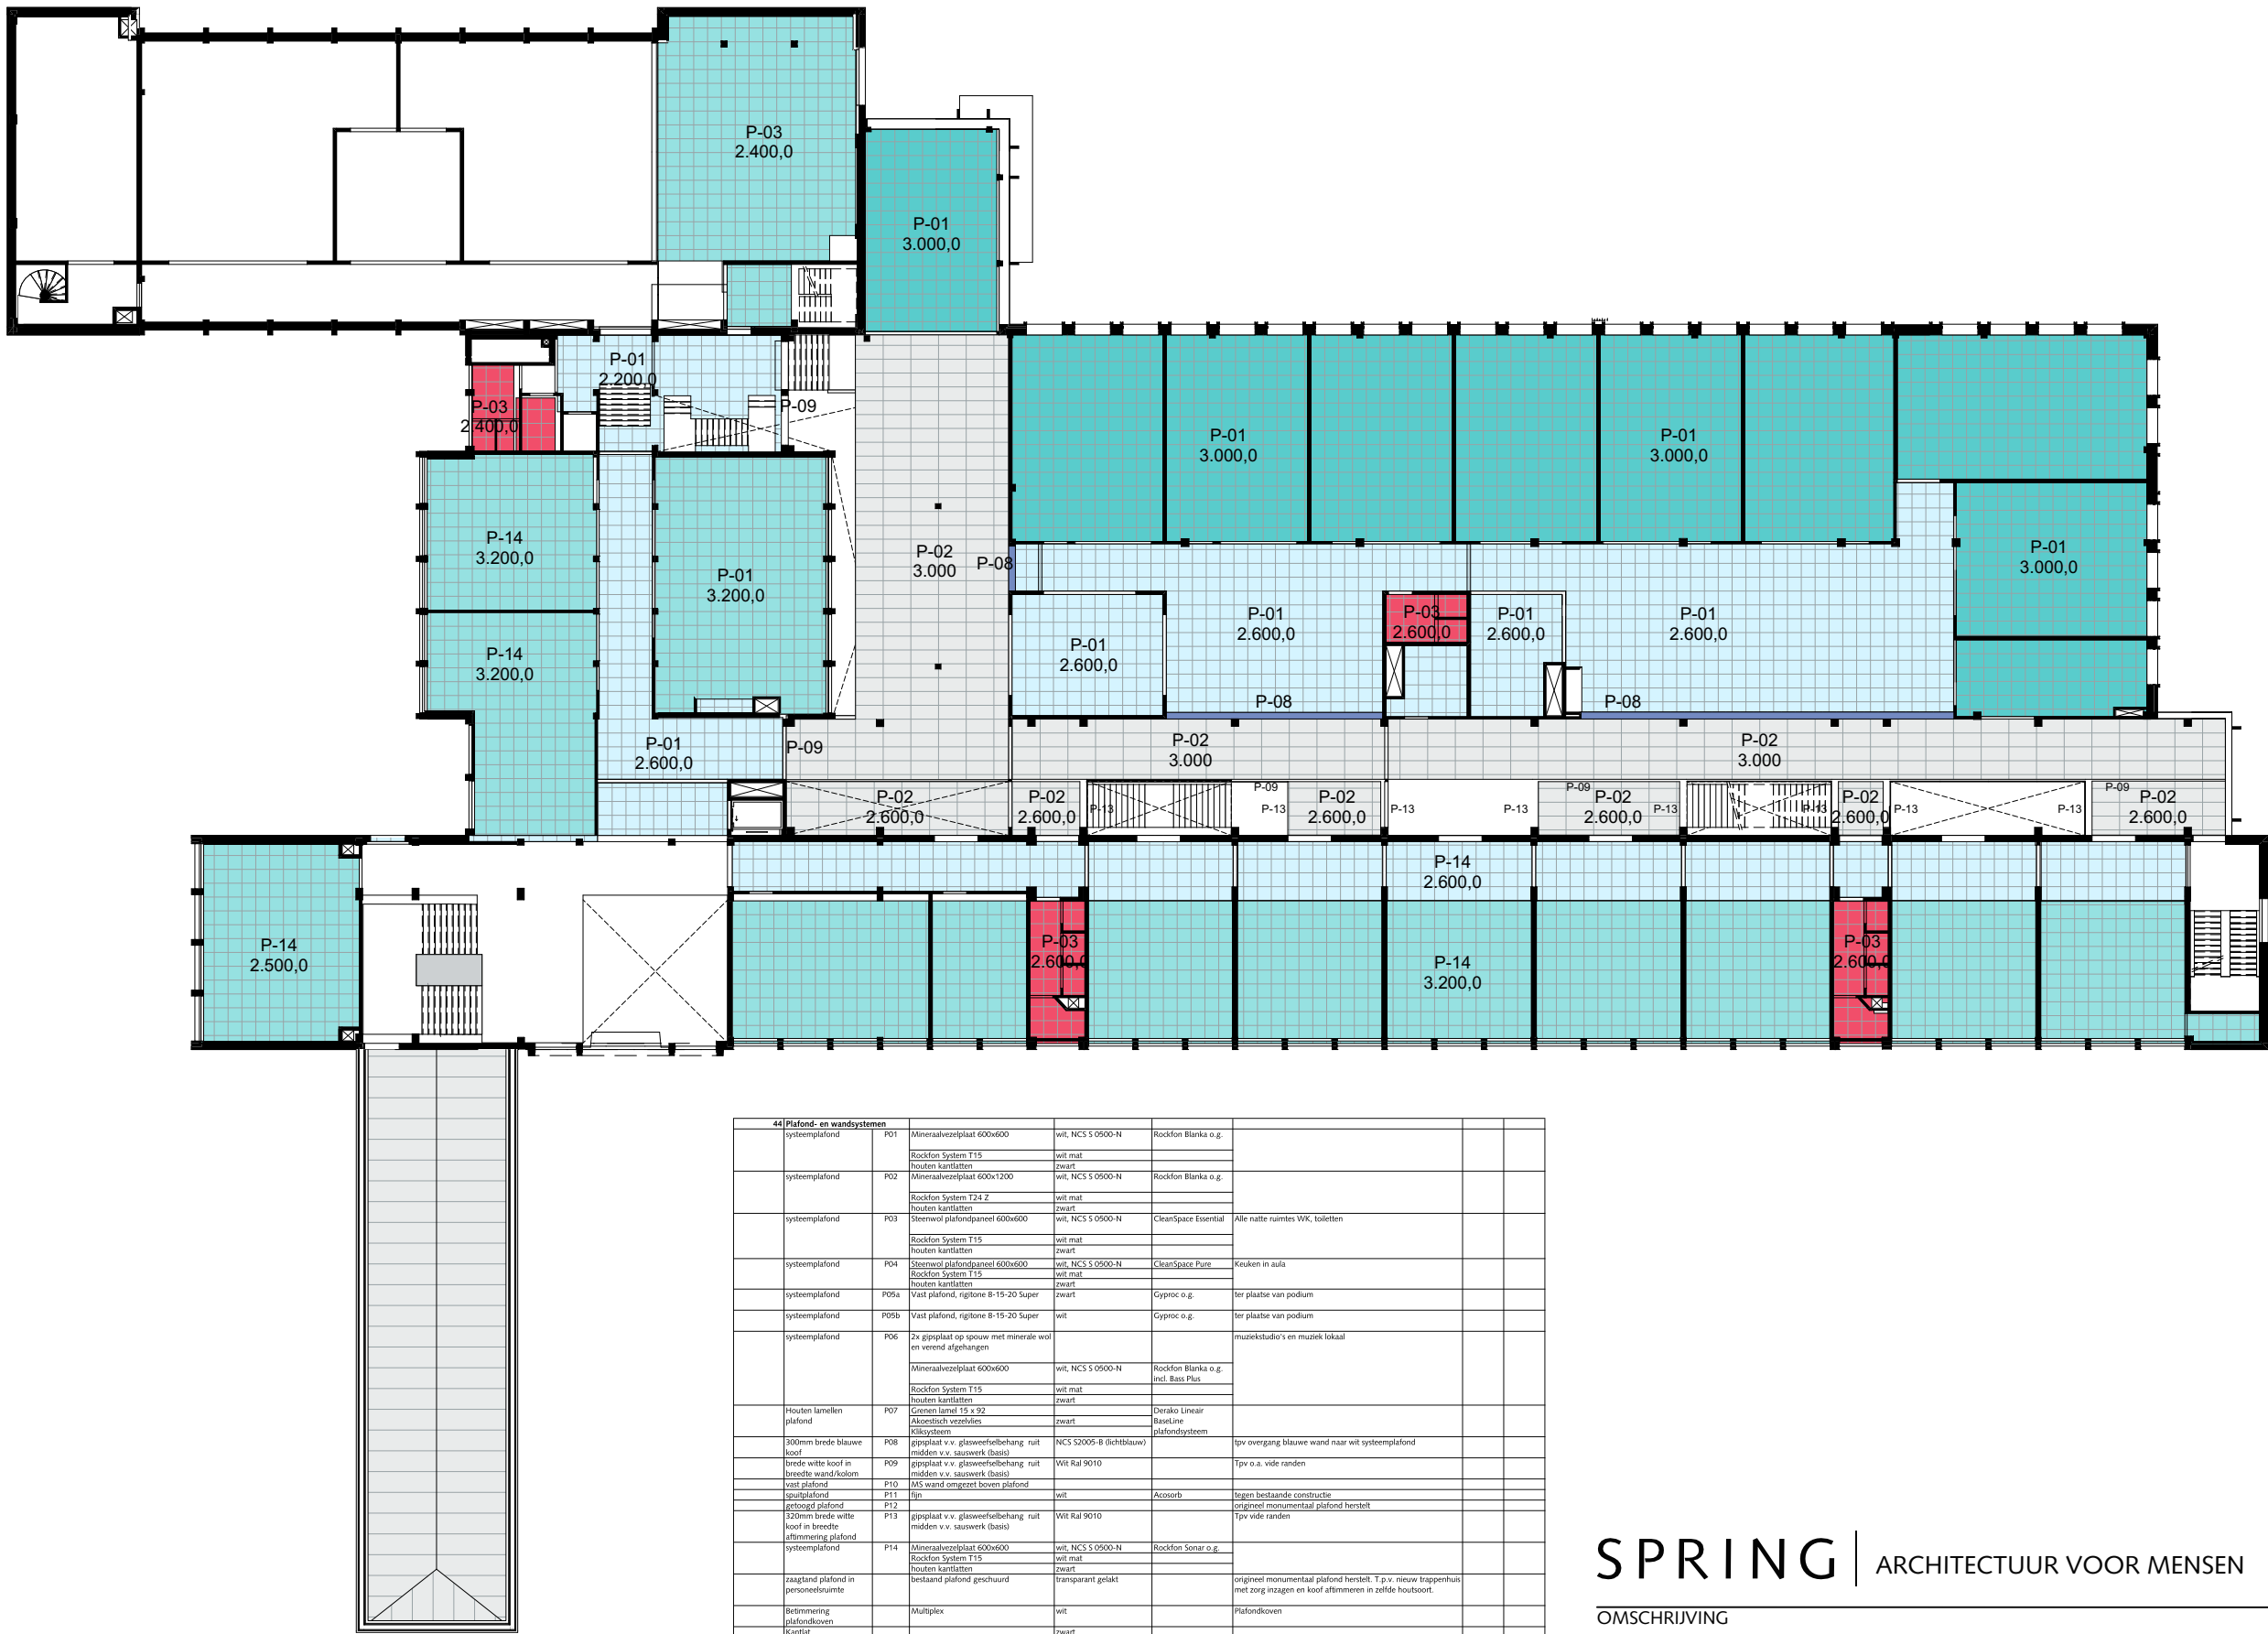 P-03
2.400,0
P-01
3.000,0
P-01
2.200,0
P-03
2.400,0
P-09
P-01
3.000,0
P-01
3.000,0
P-14
3.200,0
P-01
3.200,0
P-02
3.000
P-08
P-01
3.000,0
P-01
2.600,0
P-03
2.600,0
P-01
2.600,0
P-01
2.600,0
P-14
3.200,0
P-01
2.600,0
P-08
P-08
P-01
2.600,0
P-09
P-02
3.000
P-02
3.000
P-02
2.600,0
P-02
2.600,0
P-13
P-09
P-13
P-02
2.600,0
P-13
P-13
P-09
P-02
2.600,0
P-13
P-13
P-02
2.600,0
P-13
P-13
P-09
P-02
2.600,0
P-14
2.600,0
P-14
2.500,0
P-03
2.600,0
P-14
3.200,0
P-03
2.600,0
44 Plafond- en wandsystemen
systeemplafond P01 Mineraalvezelplaat 600x600 wit, NCS S 0500-N Rockfon Blanka o.g.
Rockfon System T15 wit mat
houten kantlatten zwart
systeemplafond P02 Mineraalvezelplaat 600x1200 wit, NCS S 0500-N Rockfon Blanka o.g.
Rockfon System T24 Z wit mat
houten kantlatten zwart
systeemplafond P03 Steenwol plafondpaneel 600x600 wit, NCS S 0500-N CleanSpace Essential Alle natte ruimtes WK, toiletten
Rockfon System T15 wit mat
houten kantlatten zwart
systeemplafond P04 Steenwol plafondpaneel 600x600 wit, NCS S 0500-N CleanSpace Pure Keuken in aula
Rockfon System T15 wit mat
houten kantlatten zwart
systeemplafond P05a Vast plafond, rigitone 8-15-20 Super zwart Gyproc o.g. ter plaatse van podium
systeemplafond P05b Vast plafond, rigitone 8-15-20 Super wit Gyproc o.g. ter plaatse van podium
systeemplafond P06 2x gipsplaat op spouw met minerale wol muziekstudio's en muziek lokaal
en verend afgehangen
Mineraalvezelplaat 600x600 wit, NCS S 0500-N Rockfon Blanka o.g.
incl. Bass Plus
Rockfon System T15 wit mat
houten kantlatten zwart
Houten lamellen P07 Grenen lamel 15 x 92 Derako Lineair
plafond Akoestisch vezelvlies zwart BaseLine
Kliksysteem plafondsysteem
300mm brede blauwe P08 gipsplaat v.v. glasweefselbehang ruit NCS S2005-B (lichtblauw) tpv overgang blauwe wand naar wit systeemplafond
koof midden v.v. sauswerk (basis)
brede witte koof in P09 gipsplaat v.v. glasweefselbehang ruit Wit Ral 9010 Tpv o.a. vide randen
breedte wand/kolom midden v.v. sauswerk (basis)
vast plafond P10 MS wand omgezet boven plafond
spuitplafond P11 fijn wit Acosorb tegen bestaande constructie
getoogd plafond P12 origineel monumentaal plafond herstelt
320mm brede witte P13 gipsplaat v.v. glasweefselbehang ruit Wit Ral 9010 Tpv vide randen
koof in breedte midden v.v. sauswerk (basis)
aftimmering plafond
systeemplafond P14 Mineraalvezelplaat 600x600 wit, NCS S 0500-N Rockfon Sonar o.g.
Rockfon System T15 wit mat
houten kantlatten zwart
zaagtand plafond in bestaand plafond geschuurd transparant gelakt origineel monumentaal plafond herstelt. T.p.v. nieuw trappenhuis
personeelsruimte met zorg inzagen en koof aftimmeren in zelfde houtsoort.
Betimmering Multiplex wit Plafondkoven
plafondkoven
Kantlat zwart
SPRING ARCHITECTUUR VOOR MENSEN
OMSCHRIJVING